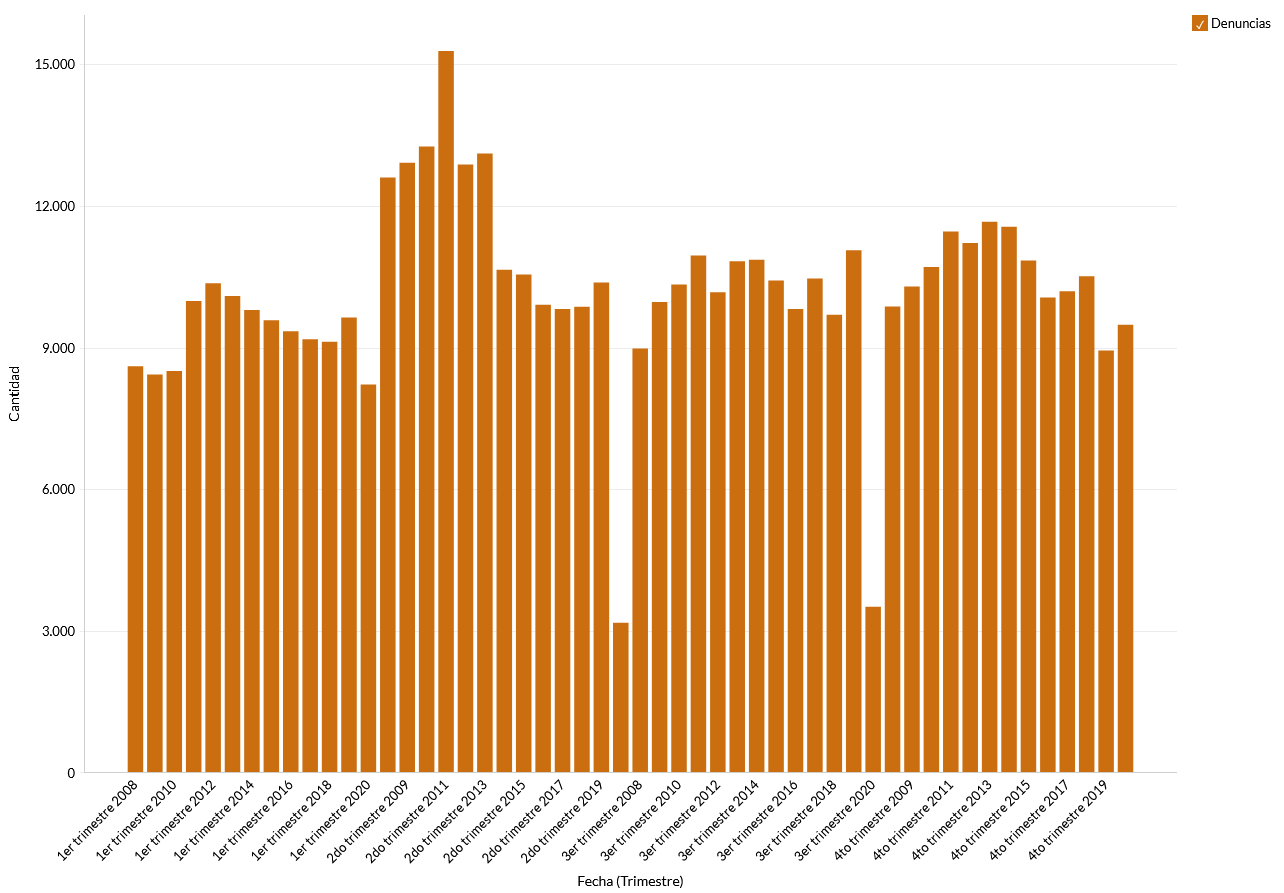 Denuncias
15.000
12.000
9.000
6.000
3.000
0
Cantidad
1er trimestre 2008
1er trimestre 2010
1er trimestre 2012
1er trimestre 2014
1er trimestre 2016
1er trimestre 2018
1er trimestre 2020
2do trimestre 2009
2do trimestre 2011
2do trimestre 2013
2do trimestre 2015
2do trimestre 2017
2do trimestre 2019
3er trimestre 2008
3er trimestre 2010
3er trimestre 2012
3er trimestre 2014
3er trimestre 2016
3er trimestre 2018
3er trimestre 2020
4to trimestre 2009
4to trimestre 2011
4to trimestre 2013
4to trimestre 2015
4to trimestre 2017
4to trimestre 2019
Fecha (Trimestre)